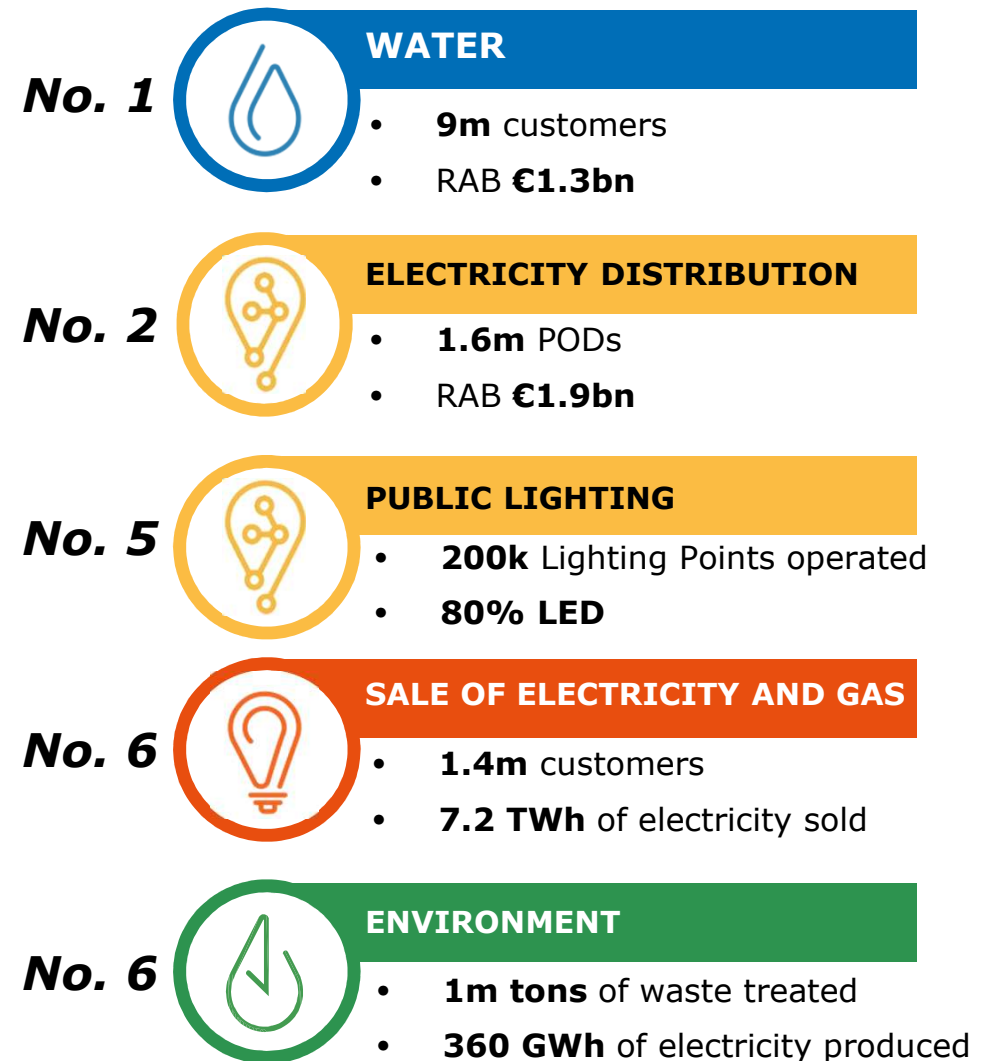 No. 1
WATER
• 9m customers
• RAB €1.3bn
No. 2
ELECTRICITY DISTRIBUTION
• 1.6m PODs
• RAB €1.9bn
No. 5
PUBLIC LIGHTING
• 200k Lighting Points operated
• 80% LED
No. 6
SALE OF ELECTRICITY AND GAS
• 1.4m customers
• 7.2 TWh of electricity sold
No. 6
ENVIRONMENT
• 1m tons of waste treated
• 360 GWh of electricity produced